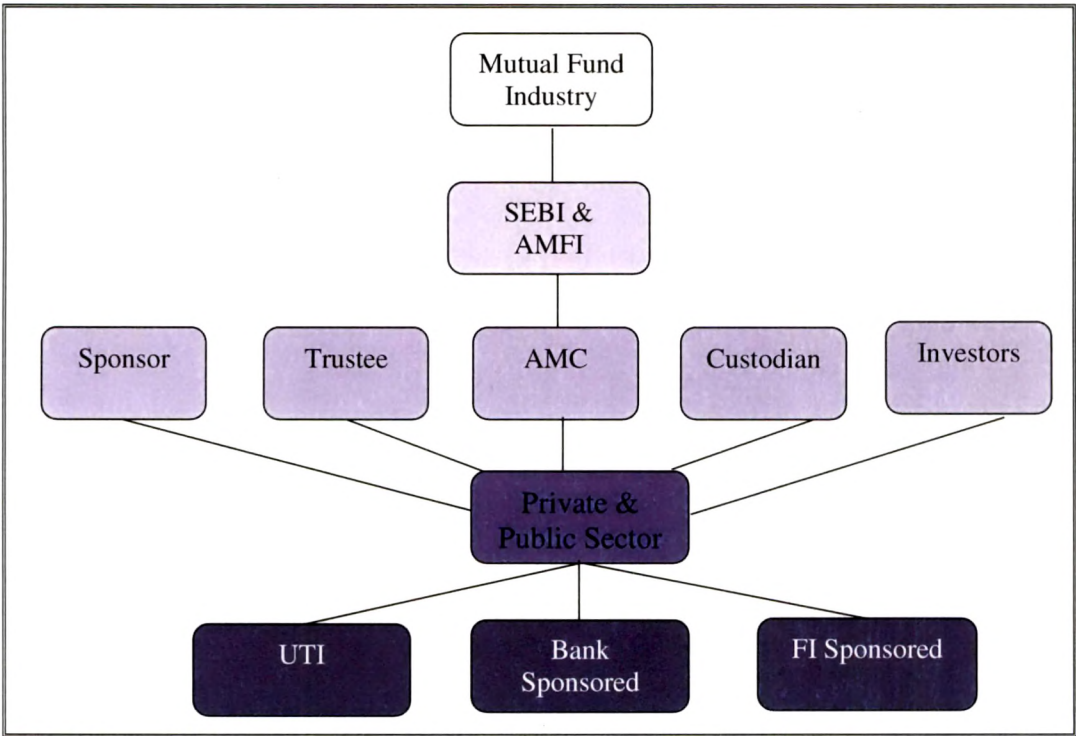 Mutual Fund
Industry
SEBI &
AMFI
Sponsor
Trustee
AMC
Custodian
Investors
Private &
Public Sector
UTI
Bank
Sponsored
FI Sponsored